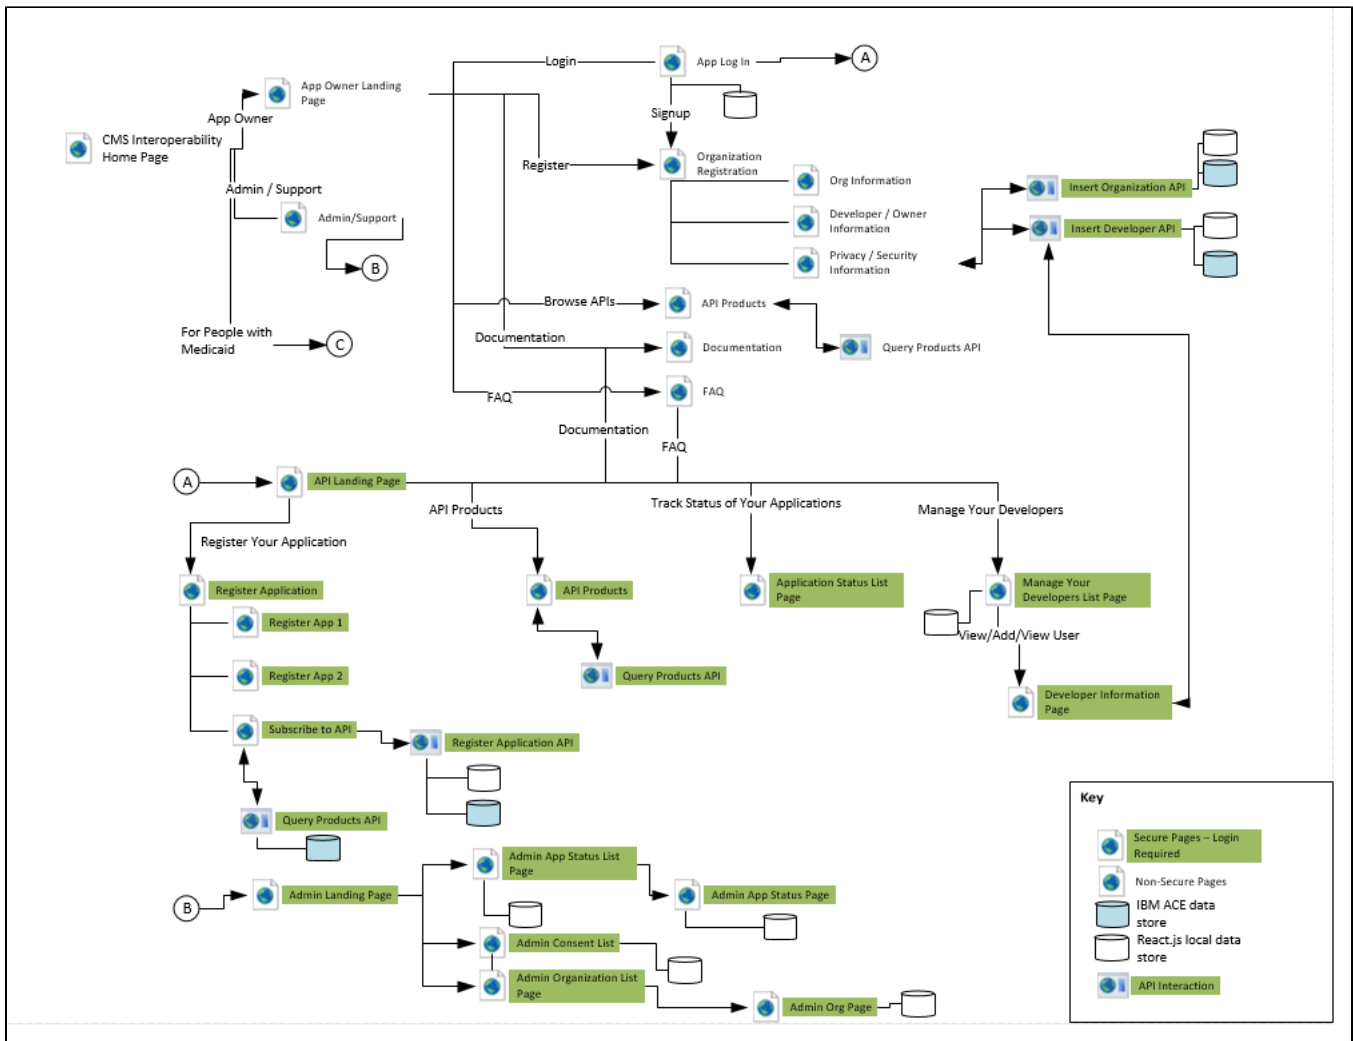 Login
App Log In
A
App Owner Landing
Page
App Owner
Signup
CMS Interoperability
Home Page
Organization
Registration
Register
Org Information
Insert Organization API
Admin / Support
Admin/Support
Developer / Owner
Information
Insert Developer API
Privacy / Security
Information
B
Browse APIs
API Products
For People with
Medicaid
C
Documentation
Documentation
Query Products API
FAQ
FAQ
Documentation
FAQ
A
API Landing Page
API Products
Track Status of Your Applications
Manage Your Developers
Register Your Application
Register Application
API Products
Application Status List
Page
Manage Your
Developers List Page
Register App 1
View/Add/View User
Register App 2
Query Products API
Developer Information
Page
Subscribe to API
Register Application API
Query Products API
Key
Secure Pages – Login
Required
Non-Secure Pages
IBM ACE data
store
React.js local data
store
API Interaction
Admin App Status List
Page
B
Admin Landing Page
Admin App Status Page
Admin Consent List
Admin Organization List
Page
Admin Org Page